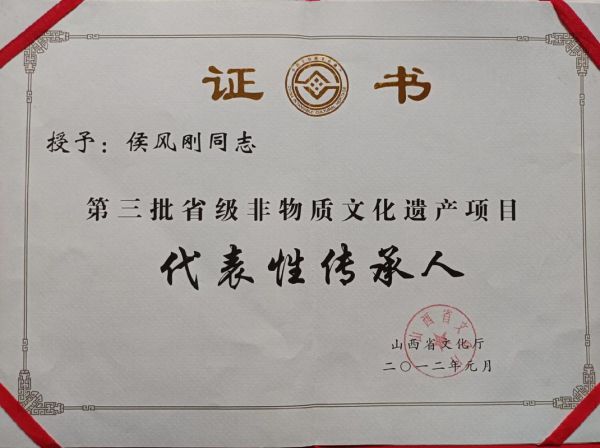 证书
授予：侯风刚同志
第三批省级非物质文化遗产项目
代表性传承人
山西省文化厅
二〇一二年元月